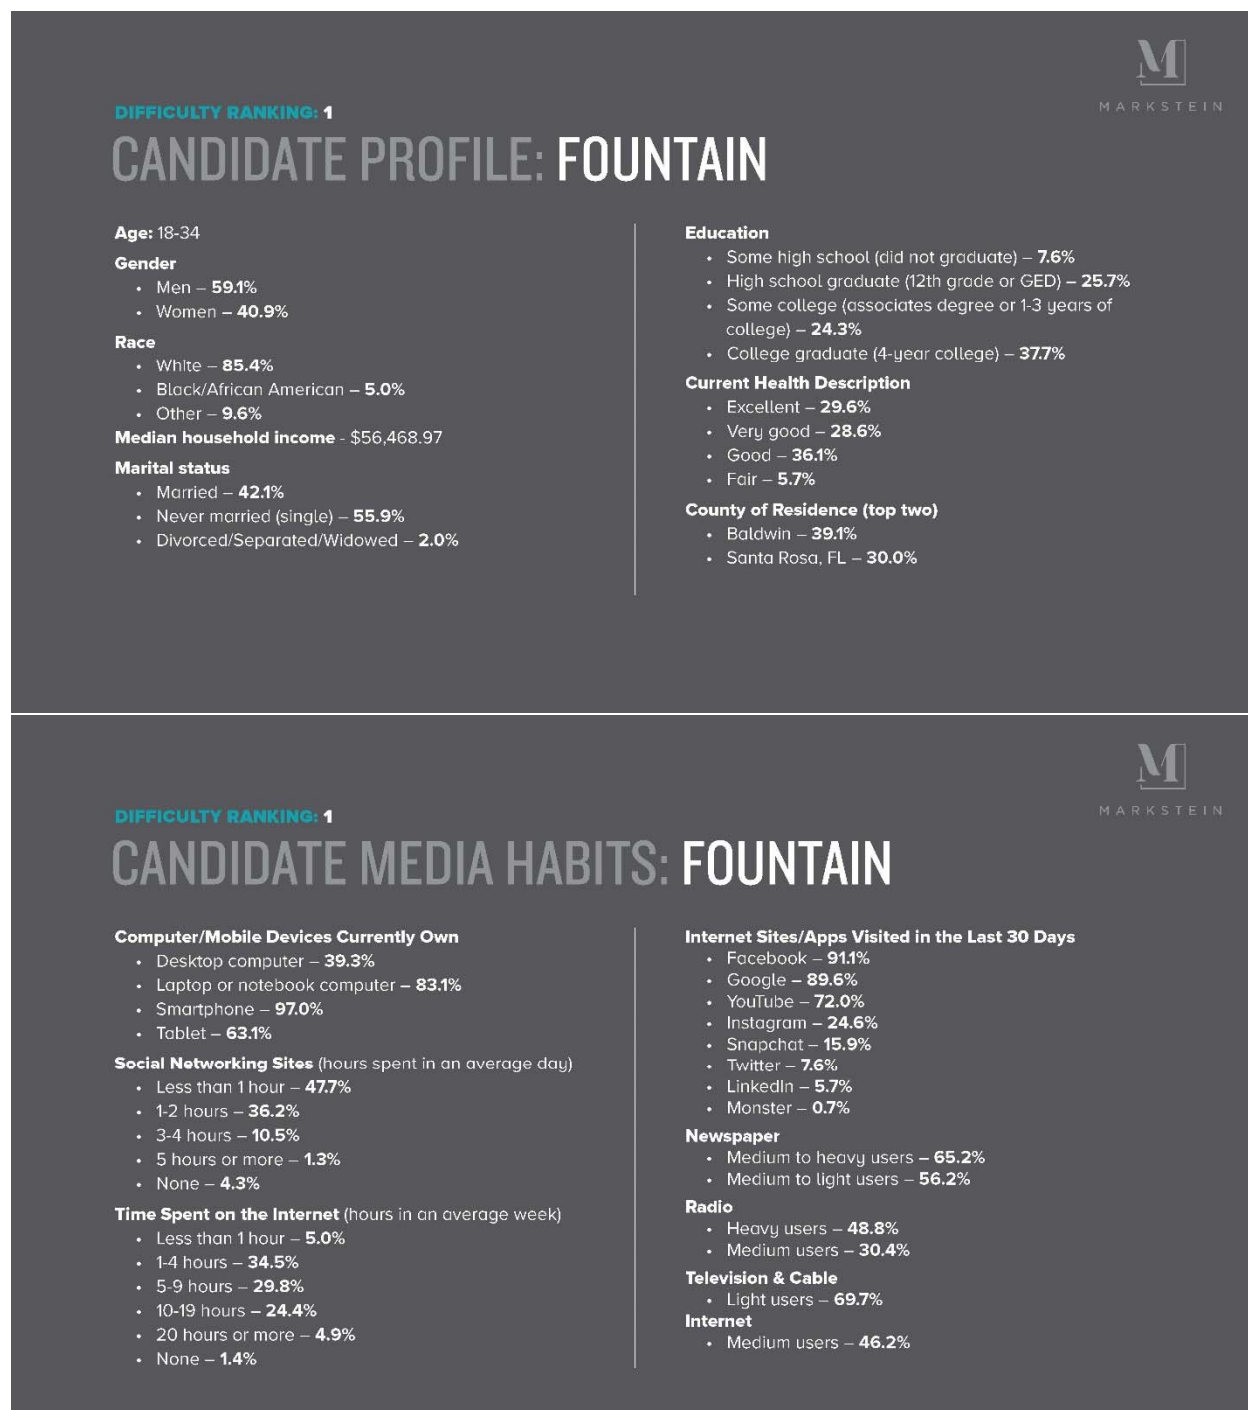 M
MARKSTEIN
DIFFICULTY RANKING: 1
CANDIDATE PROFILE: FOUNTAIN
Age: 18-34
Gender
• Men – 59.1%
• Women – 40.9%
Race
• White – 85.4%
• Black/African American – 5.0%
• Other – 9.6%
Median household income - $56,468.97
Marital status
• Married – 42.1%
• Never married (single) – 55.9%
• Divorced/Separated/Widowed – 2.0%
Education
• Some high school (did not graduate) – 7.6%
• High school graduate (12th grade or GED) – 25.7%
• Some college (associates degree or 1-3 years of
college) – 24.3%
• College graduate (4-year college) – 37.7%
Current Health Description
• Excellent – 29.6%
• Very good – 28.6%
• Good – 36.1%
• Fair – 5.7%
County of Residence (top two)
• Baldwin – 39.1%
• Santa Rosa, FL – 30.0%
M
MARKSTEIN
DIFFICULTY RANKING: 1
CANDIDATE MEDIA HABITS: FOUNTAIN
Computer/Mobile Devices Currently Own
• Desktop computer – 39.3%
• Laptop or notebook computer – 83.1%
• Smartphone – 97.0%
• Tablet – 63.1%
Social Networking Sites (hours spent in an average day)
• Less than 1 hour – 47.7%
• 1-2 hours – 36.2%
• 3-4 hours – 10.5%
• 5 hours or more – 1.3%
• None – 4.3%
Time Spent on the Internet (hours in an average week)
• Less than 1 hour – 5.0%
• 1-4 hours – 34.5%
• 5-9 hours – 29.8%
• 10-19 hours – 24.4%
• 20 hours or more – 4.9%
• None – 1.4%
Internet Sites/Apps Visited in the Last 30 Days
• Facebook – 91.1%
• Google – 89.6%
• YouTube – 72.0%
• Instagram – 24.6%
• Snapchat – 15.9%
• Twitter – 7.6%
• LinkedIn – 5.7%
• Monster – 0.7%
Newspaper
• Medium to heavy users – 65.2%
• Medium to light users – 56.2%
Radio
• Heavy users – 48.8%
• Medium users – 30.4%
Television & Cable
• Light users – 69.7%
Internet
• Medium users – 46.2%